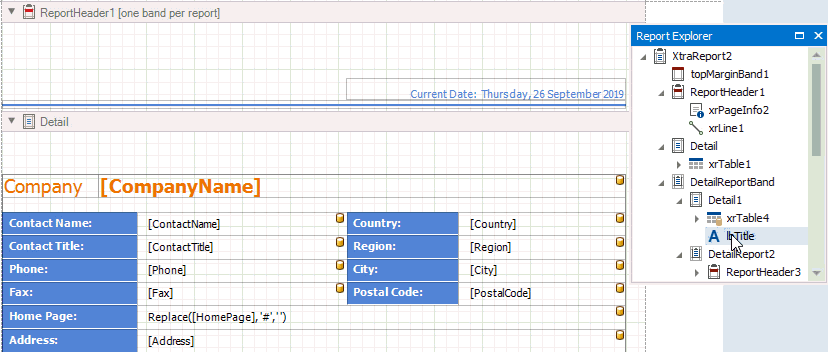 ReportHeader1 [one band per report]
Current Date: Thursday, 26 September 2019
Detail
Company [CompanyName]
Contact Name: [ContactName] Country: [Country]
Contact Title: [ContactTitle] Region: [Region]
Phone: [Phone] City: [City]
Fax: [Fax] Postal Code: [PostalCode]
Home Page: Replace([HomePage],'#','')
Address: [Address]
Report Explorer
XtraReport2
topMarginBand1
ReportHeader1
xrPageInfo2
xrLine1
Detail
xrTable1
DetailReportBand
Detail1
xrTable4
lbTitle
DetailReport2
ReportHeader3